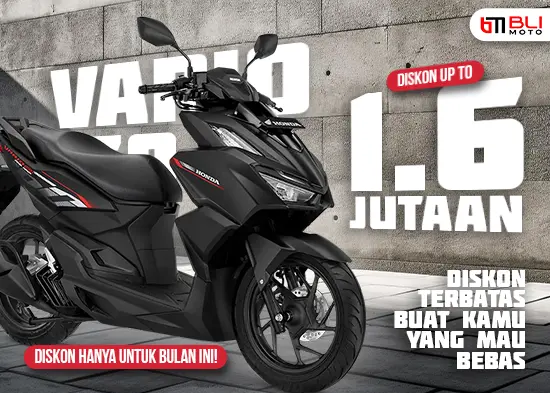 BLI
MOTO
VARIO
DISKON UP TO
1.6
JUTAAN
HONDA
HONDA
DISKON
TERBATAS
BUAT KAMU
YANG MAU
BEBAS
DISKON HANYA UNTUK BULAN INI!